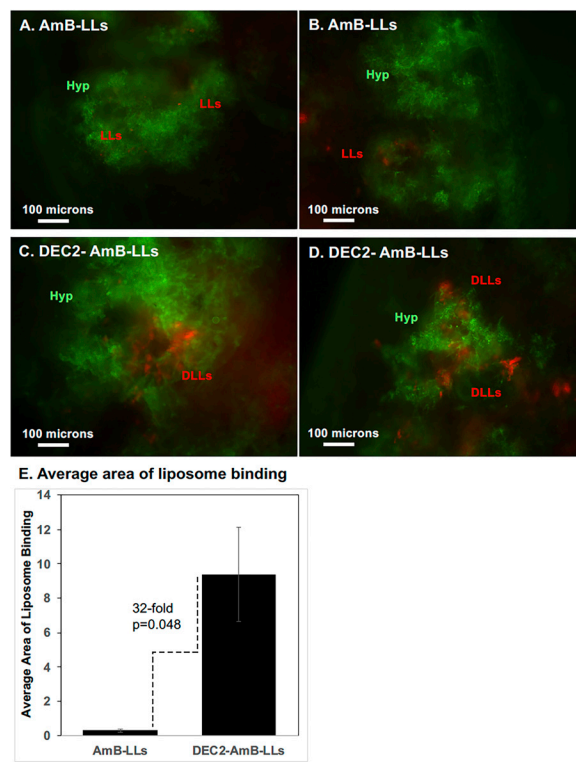 A. AmB-LLs
Hyp
LLs
LLs
100 microns
B. AmB-LLs
Hyp
LLs
100 microns
C. DEC2- AmB-LLs
Hyp
DLLs
100 microns
D. DEC2- AmB-LLs
DLLs
Hyp
DLLs
100 microns
E. Average area of liposome binding
Average Area of Liposome Binding
14
12
10
8
6
4
2
0
32-fold
p=0.048
AmB-LLs
DEC2-AmB-LLs